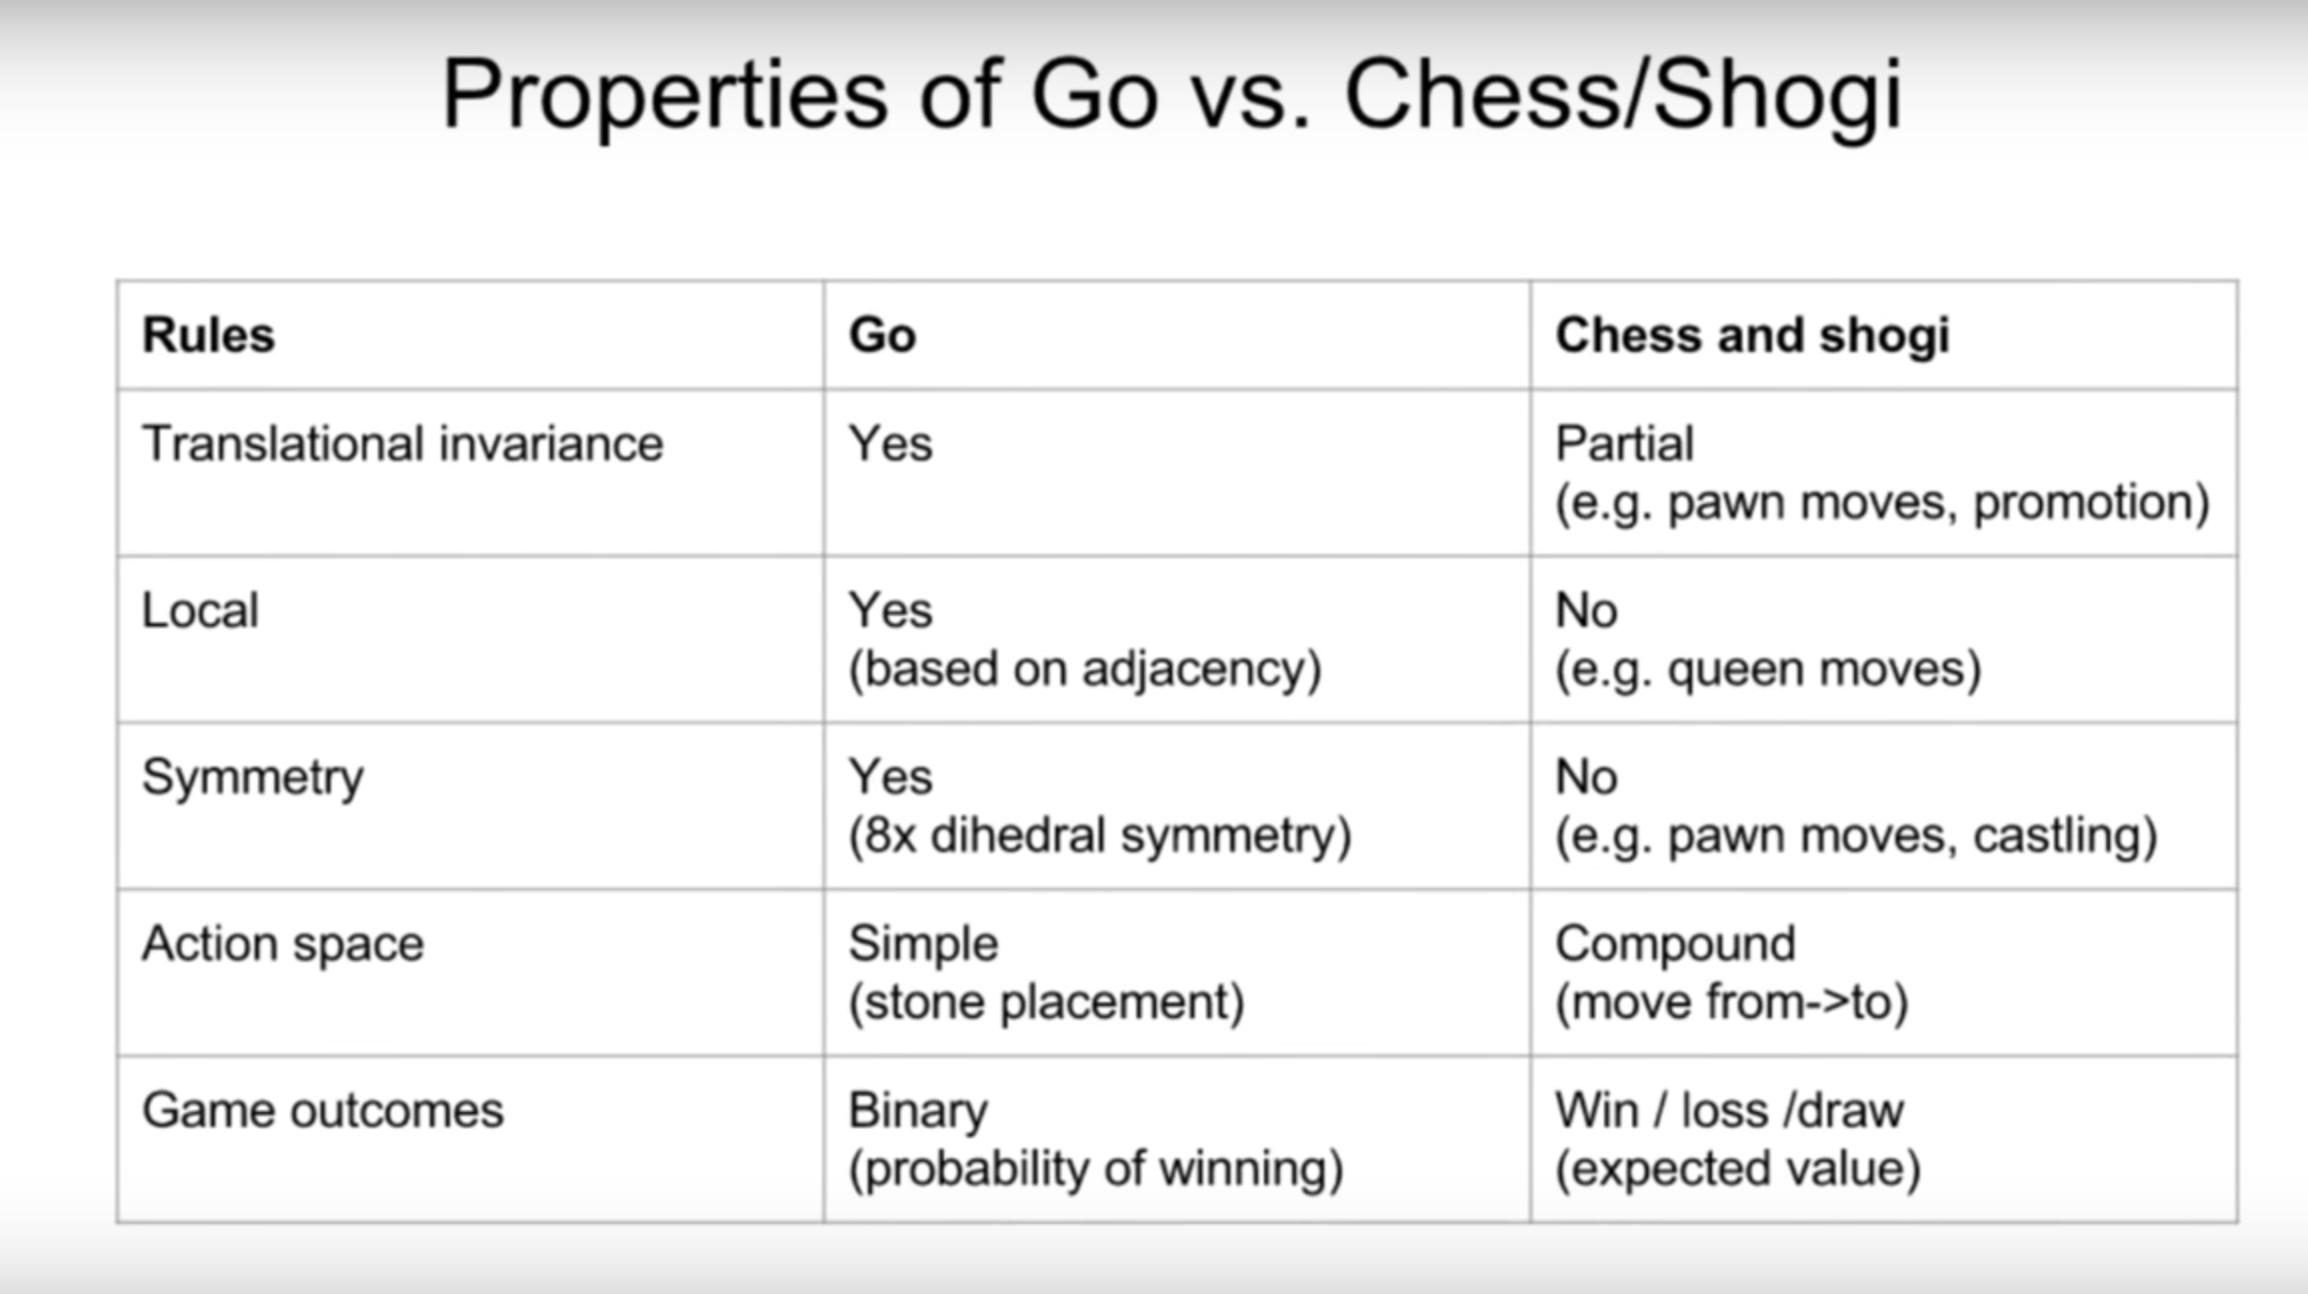 Properties of Go vs. Chess/Shogi
Rules
Go
Chess and shogi
Translational invariance
Yes
Partial
(e.g. pawn moves, promotion)
Local
Yes
(based on adjacency)
No
(e.g. queen moves)
Symmetry
Yes
(8x dihedral symmetry)
No
(e.g. pawn moves, castling)
Action space
Simple
(stone placement)
Compound
(move from->to)
Game outcomes
Binary
(probability of winning)
Win / loss /draw
(expected value)